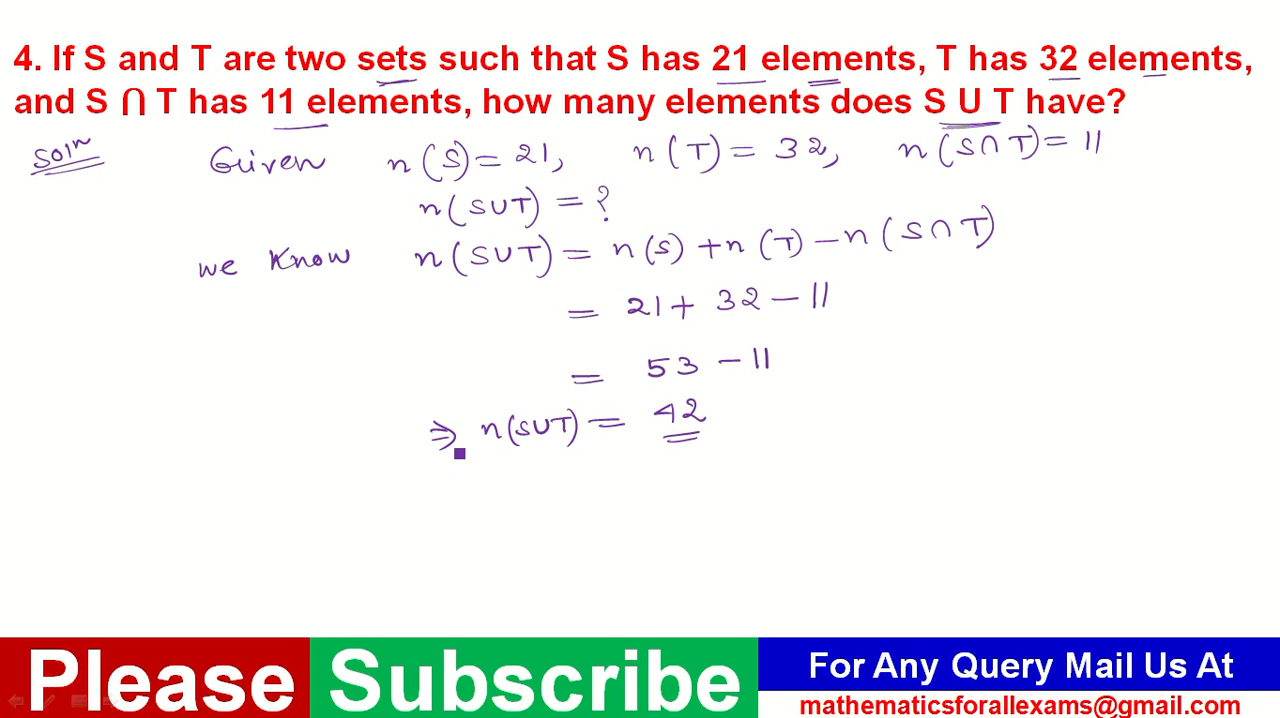 4. If S and T are two sets such that S has 21 elements, T has 32 elements,
and S ∩ T has 11 elements, how many elements does S U T have?
Soln Given n(S) = 21, n(T) = 32, n(S∩T) = 11
n(SUT) = ?
we know n(SUT) = n(S) + n(T) - n(S∩T)
= 21 + 32 - 11
= 53 - 11
⇒ n(SUT) = 42
Please Subscribe
For Any Query Mail Us At
mathematicsforallexams@gmail.com